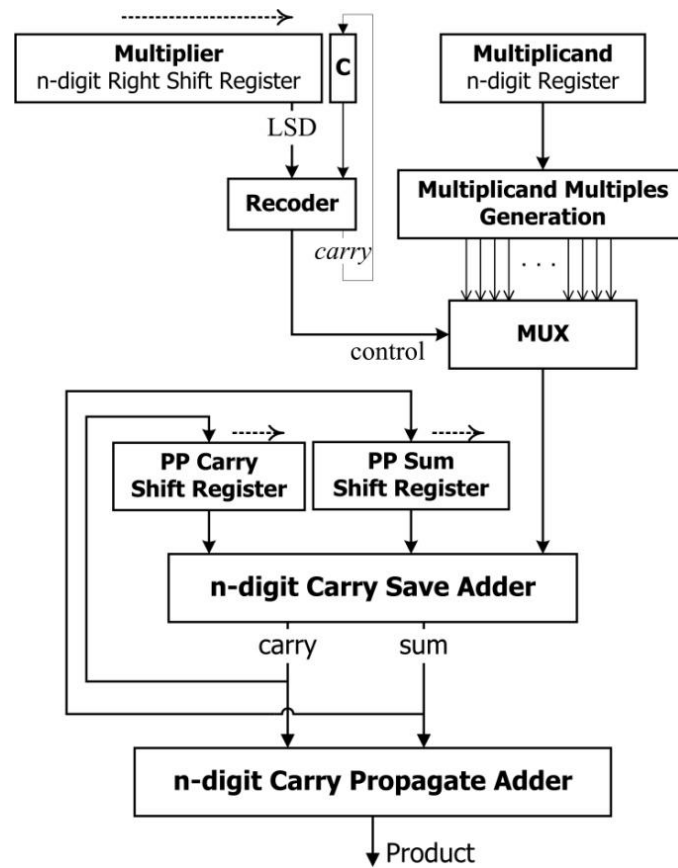 Multiplier
n-digit Right Shift Register
C
Multiplicand
n-digit Register
LSD
Recoder
carry
Multiplicand Multiples
Generation
. . .
MUX
control
PP Carry
Shift Register
PP Sum
Shift Register
n-digit Carry Save Adder
carry
sum
n-digit Carry Propagate Adder
Product